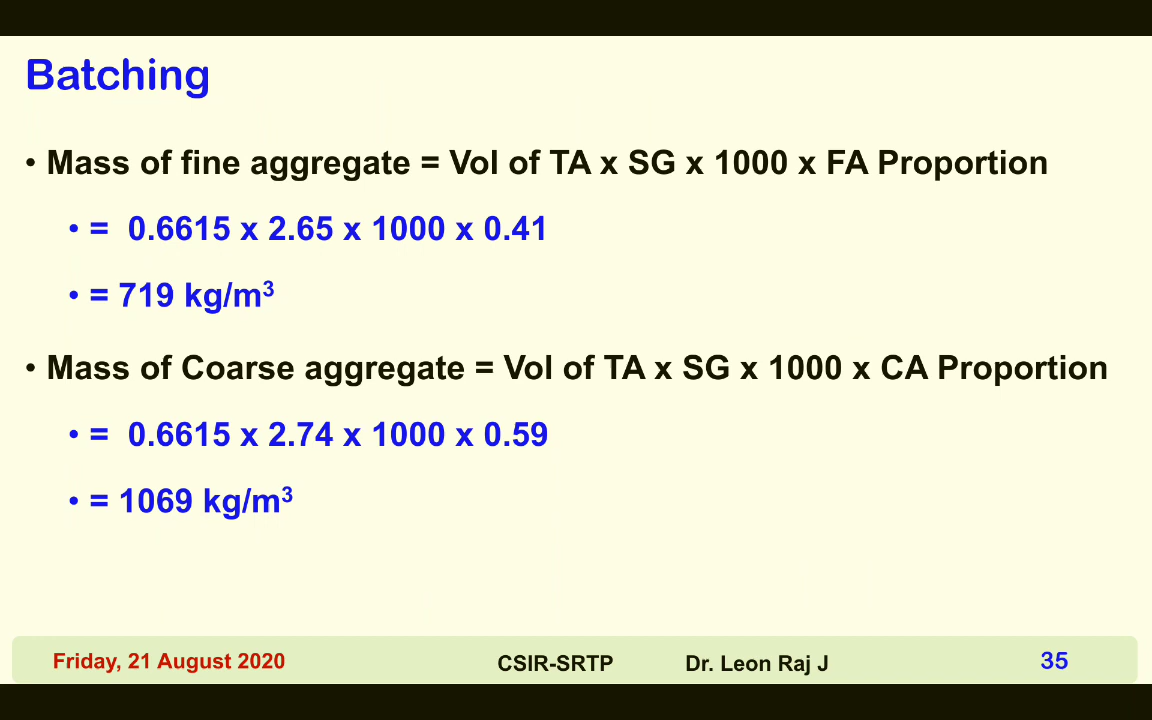 Batching
• Mass of fine aggregate = Vol of TA x SG x 1000 x FA Proportion
• = 0.6615 x 2.65 x 1000 x 0.41
• = 719 kg/m³
• Mass of Coarse aggregate = Vol of TA x SG x 1000 x CA Proportion
• = 0.6615 x 2.74 x 1000 x 0.59
• = 1069 kg/m³
Friday, 21 August 2020 CSIR-SRTP Dr. Leon Raj J 35